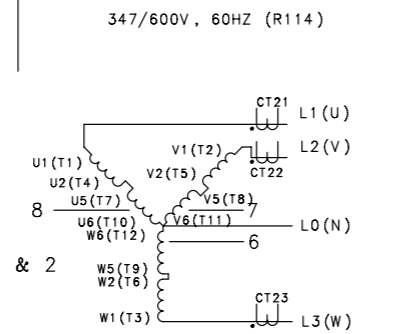 347/600V, 60HZ (R114)
CT21
L1(U)
V1(T2)
L2(V)
U1(T1)
V2(T5)
CT22
U2(T4)
U5(T7)
V5(T8)
8
7
U6(T10)
V6(T11)
L0(N)
W6(T12)
6
& 2
W5(T9)
W2(T6)
CT23
W1(T3)
L3(W)